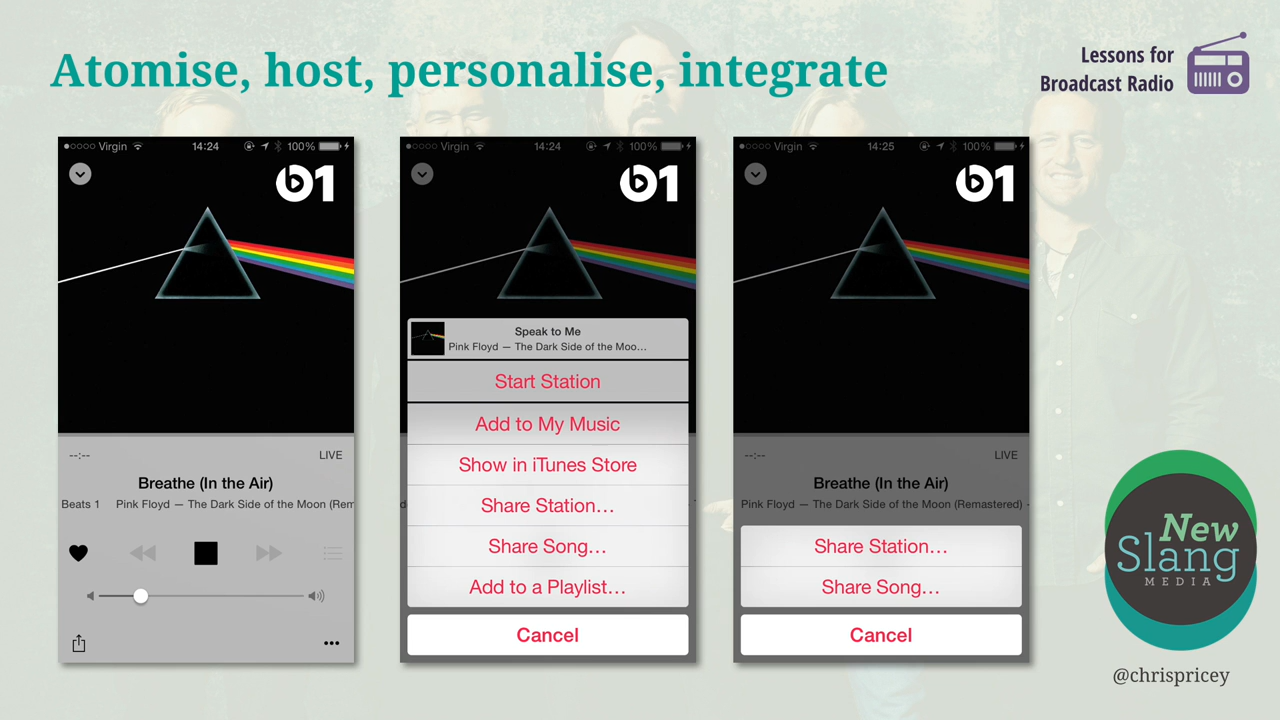 Atomise, host, personalise, integrate
Lessons for
Broadcast Radio
Virgin 14:24 100%
b1
--:-- LIVE
Breathe (In the Air)
Beats 1 Pink Floyd — The Dark Side of the Moon (Rem
Virgin 14:24 100%
b1
Speak to Me
Pink Floyd — The Dark Side of the Moo...
Start Station
Add to My Music
Show in iTunes Store
Share Station...
Share Song...
Add to a Playlist...
Cancel
Virgin 14:25 100%
b1
--:-- LIVE
Breathe (In the Air)
Pink Floyd — The Dark Side of the Moon (Remastered) -
Share Station...
Share Song...
Cancel
New
Slang
MEDIA
@chrispricey